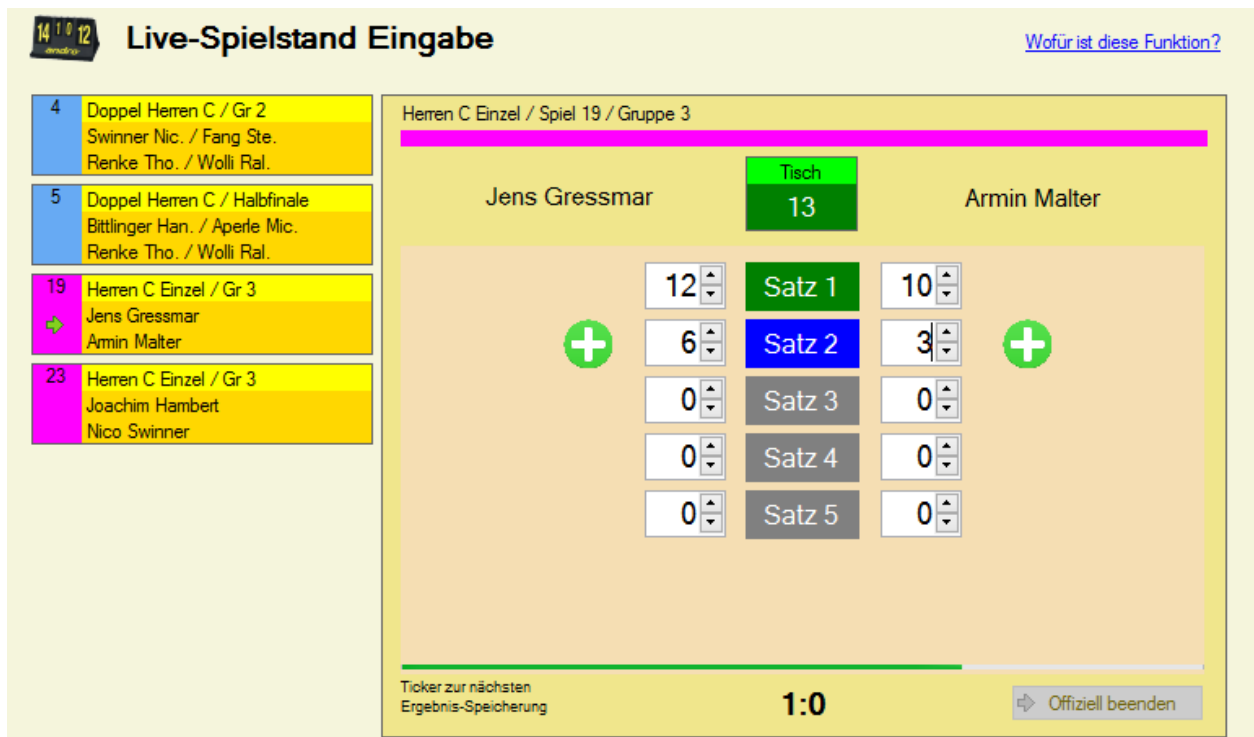 14 1 0 12
andro
Live-Spielstand Eingabe
Wofür ist diese Funktion?
4
Doppel Herren C / Gr 2
Swinner Nic. / Fang Ste.
Renke Tho. / Wolli Ral.
5
Doppel Herren C / Halbfinale
Bittlinger Han. / Aperle Mic.
Renke Tho. / Wolli Ral.
19
Herren C Einzel / Gr 3
Jens Gressmar
Armin Malter
23
Herren C Einzel / Gr 3
Joachim Hambert
Nico Swinner
Herren C Einzel / Spiel 19 / Gruppe 3
Jens Gressmar
Tisch
13
Armin Malter
12 Satz 1 10
6 Satz 2 3
0 Satz 3 0
0 Satz 4 0
0 Satz 5 0
Ticker zur nächsten
Ergebnis-Speicherung
1:0
Offiziell beenden